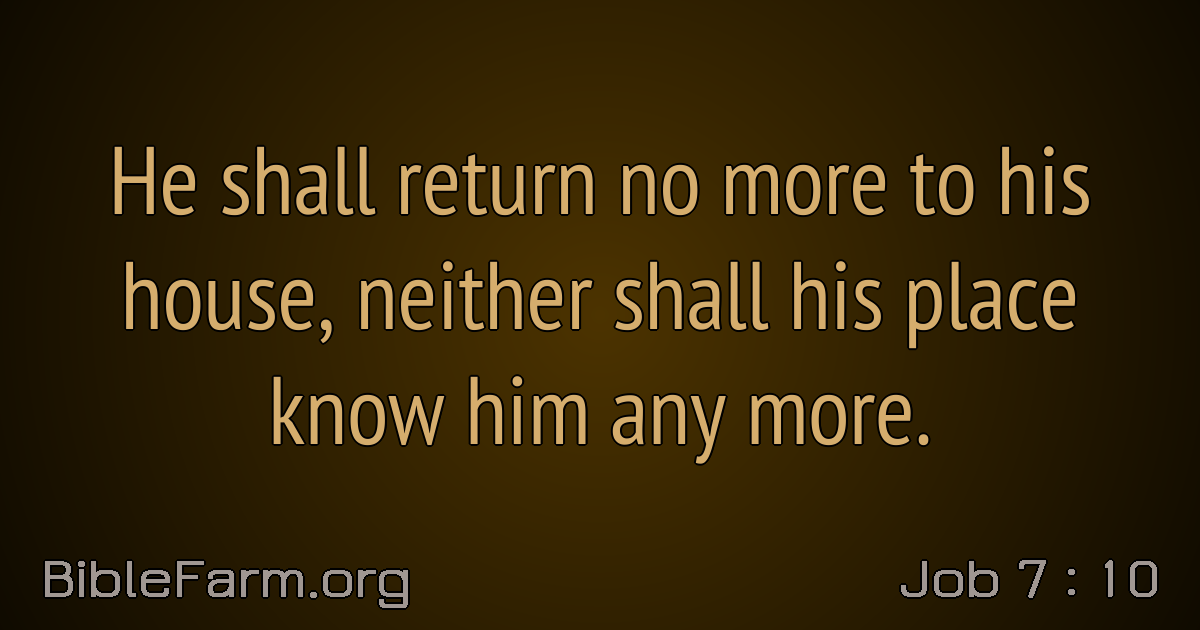 He shall return no more to his
house, neither shall his place
know him any more.
BibleFarm.org
Job 7 : 10